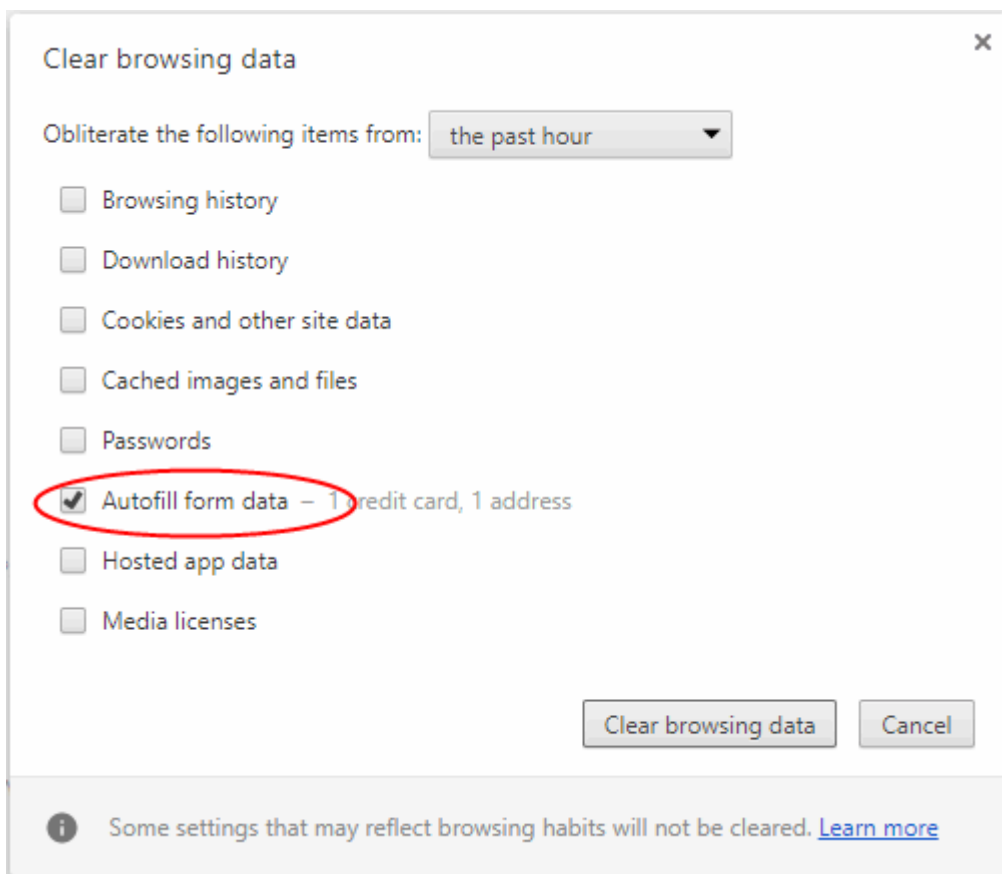 Clear browsing data
Obliterate the following items from: the past hour
Browsing history
Download history
Cookies and other site data
Cached images and files
Passwords
Autofill form data – 1 credit card, 1 address
Hosted app data
Media licenses
Clear browsing data Cancel
Some settings that may reflect browsing habits will not be cleared. Learn more